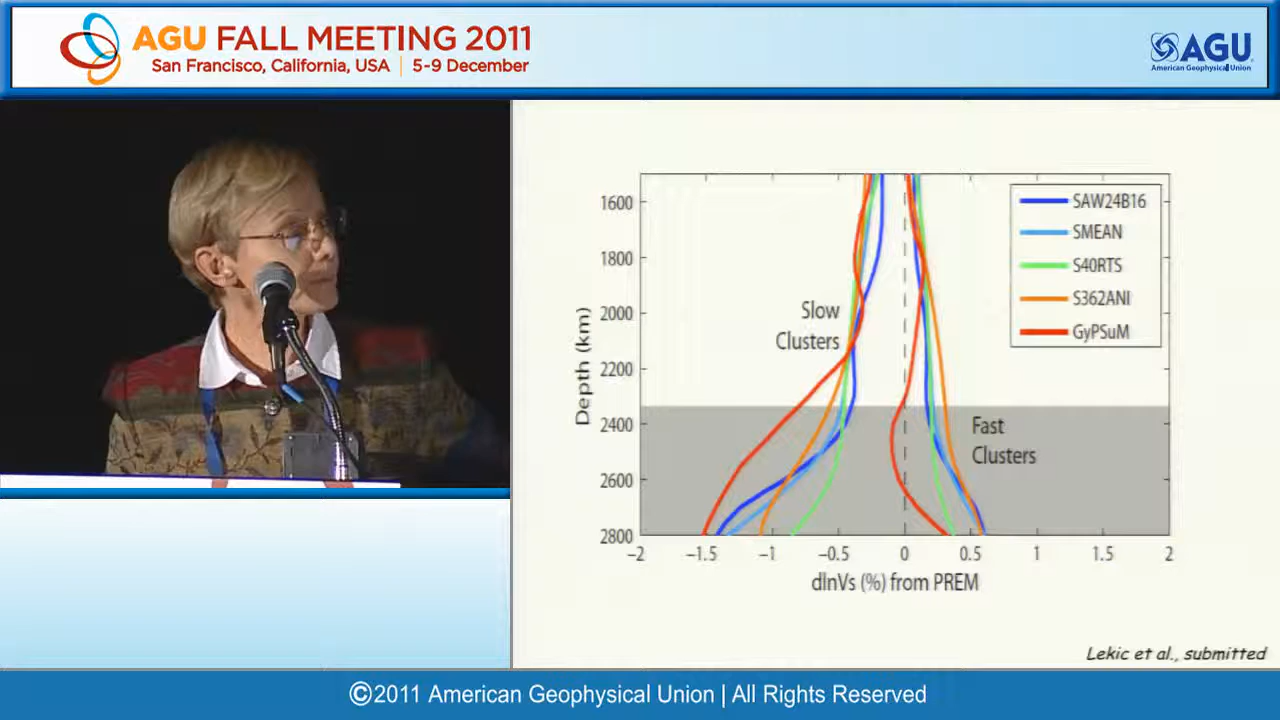 AGU FALL MEETING 2011
San Francisco, California, USA | 5-9 December
AGU
American Geophysical Union
1600
1800
2000
2200
2400
2600
2800
Depth (km)
Slow
Clusters
Fast
Clusters
SAW24B16
SMEAN
S40RTS
S362ANI
GyPSuM
−2 −1.5 −1 −0.5 0 0.5 1 1.5 2
dlnVs (%) from PREM
Lekic et al., submitted
©2011 American Geophysical Union | All Rights Reserved